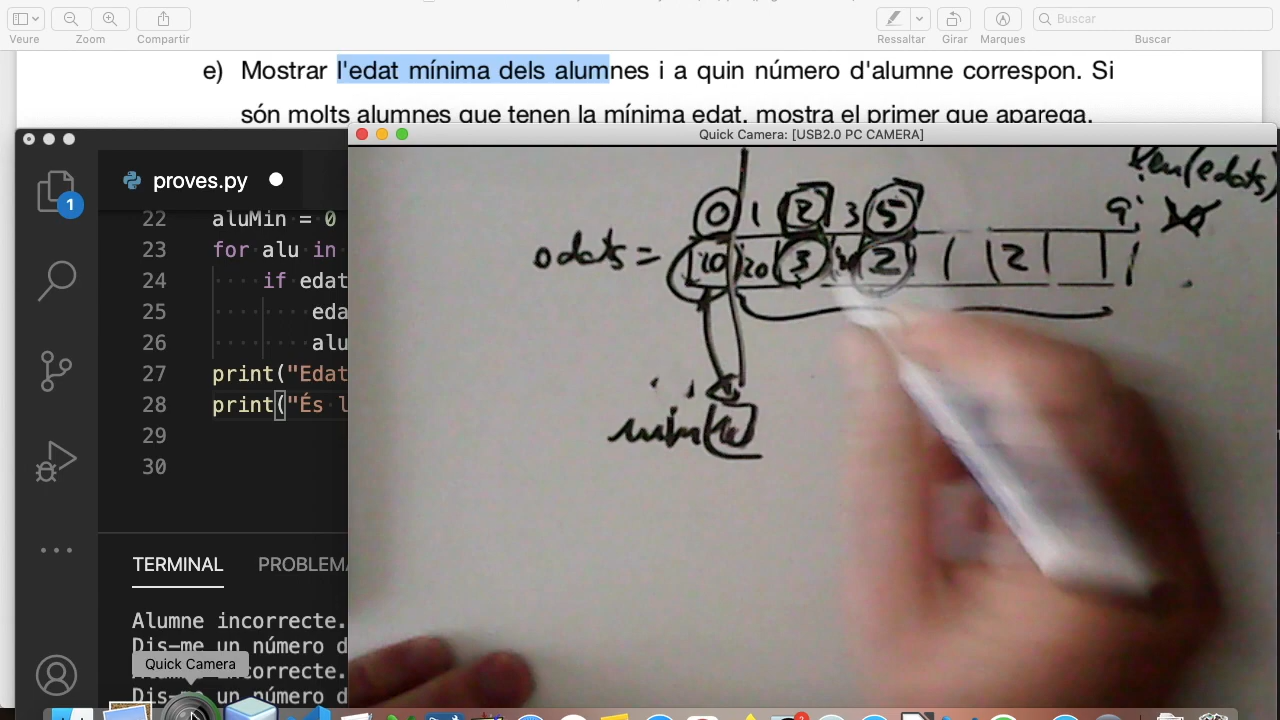 Veure
Zoom
Compartir
Ressaltar
Girar
Marques
Buscar
Buscar
e) Mostrar l'edat mínima dels alumnes i a quin número d'alumne correspon. Si
són molts alumnes que tenen la mínima edat, mostra el primer que aparega.
Quick Camera: [USB2.0 PC CAMERA]
1
proves.py
22 aluMin = 0
23 for alu in
24 if edat
25 eda
26 alu
27 print("Edat
28 print("És l
29
30
TERMINAL PROBLEMA
Alumne incorrecte.
Dis-me un número d
incorrecte.
Dis-me un número d
Quick Camera
len(edats)
0 1 2 3 5 9
edats = 10 20 3 2 2
min